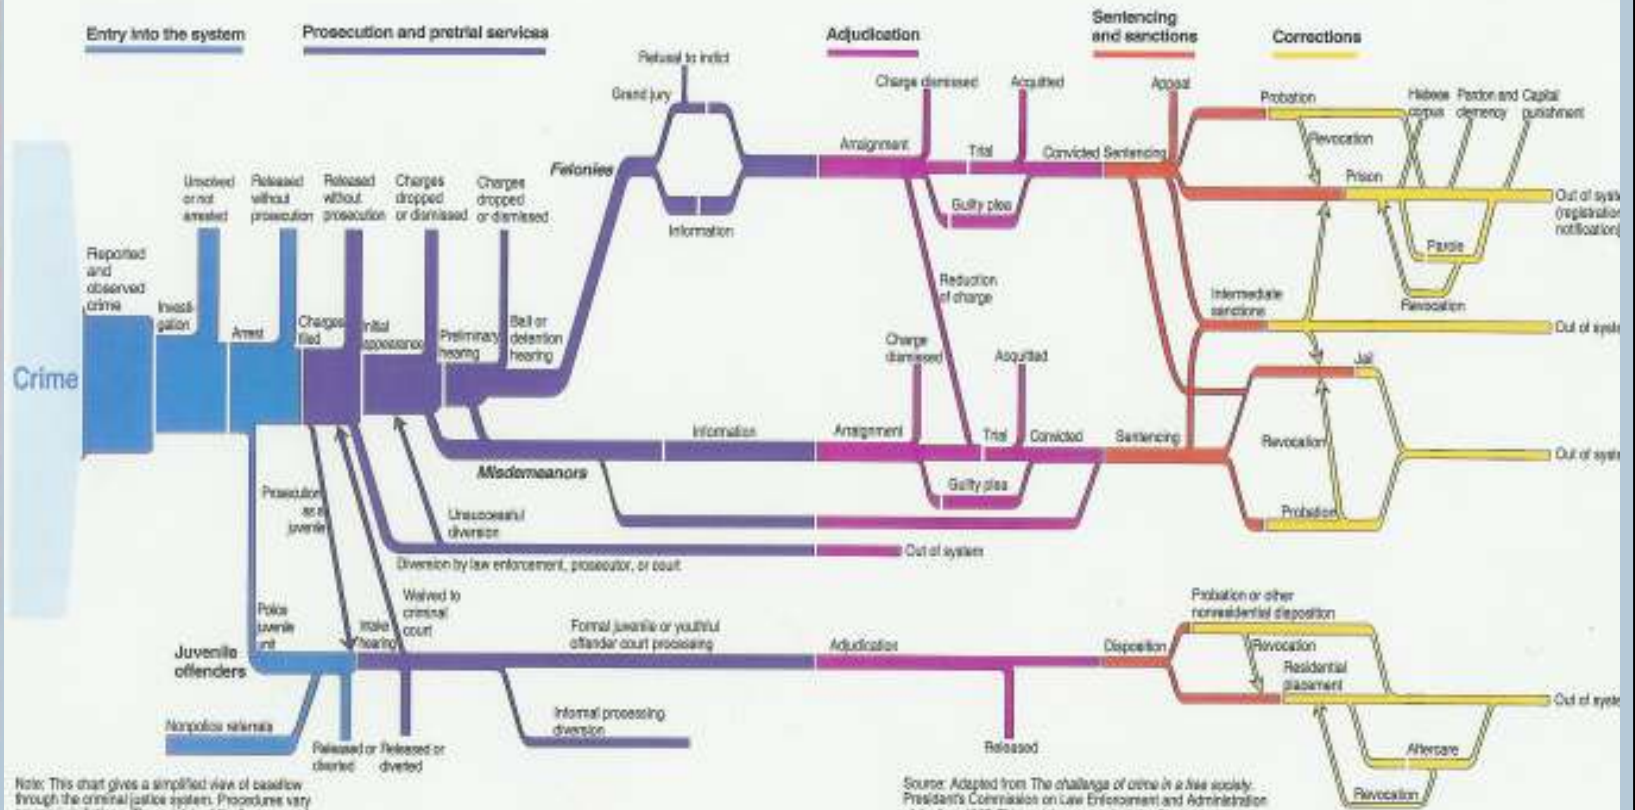 Entry into the system
Prosecution and pretrial services
Adjudication
Sentencing
and sanctions
Corrections
Refusal to indict
Grand jury
Charge dismissed
Acquitted
Appeal
Probation
Habeas
corpus
Pardon and
clemency
Capital
punishment
Revocation
Felonies
Arraignment
Trial
Convicted
Sentencing
Prison
Unsolved
or not
arrested
Released
without
prosecution
Released
without
prosecution
Charges
dropped
or dismissed
Charges
dropped
or dismissed
Guilty plea
Out of syste
(registration
notification)
Information
Parole
Reported
and
observed
crime
Reduction
of charge
Intermediate
sanctions
Revocation
Investi-
gation
Arrest
Charges
filed
Initial
appearance
Preliminary
hearing
Bail or
detention
hearing
Out of syste
Charge
dismissed
Acquitted
Jail
Crime
Information
Arraignment
Trial
Convicted
Sentencing
Revocation
Out of syste
Misdemeanors
Guilty plea
Prosecution
as a
juvenile
Unsuccessful
diversion
Probation
Out of system
Diversion by law enforcement, prosecutor, or court
Waived to
criminal
court
Probation or other
nonresidential disposition
Police
juvenile
unit
Intake
hearing
Formal juvenile or youthful
offender court processing
Adjudication
Disposition
Revocation
Juvenile
offenders
Residential
placement
Out of syste
Nonpolice referrals
Released or
diverted
Released or
diverted
Informal processing
diversion
Released
Aftercare
Revocation
Note: This chart gives a simplified view of caseflow
through the criminal justice system. Procedures vary
Source: Adapted from The challenge of crime in a free society.
President's Commission on Law Enforcement and Administration